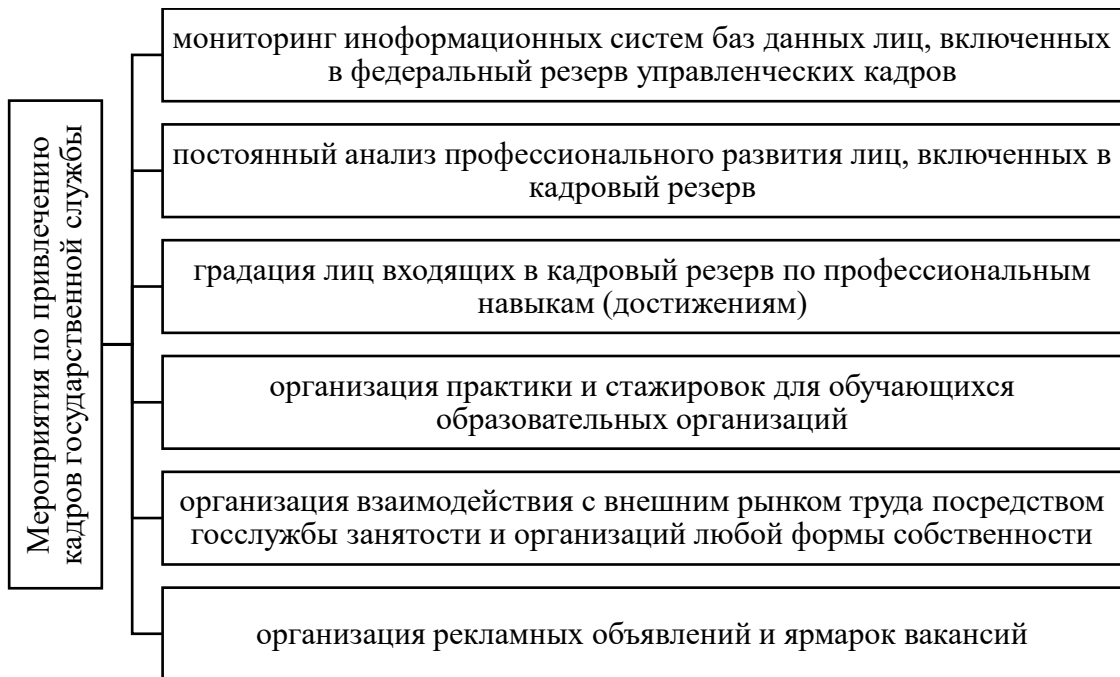 Мероприятия по привлечению
кадров государственной службы
мониторинг иноформационных систем баз данных лиц, включенных
в федеральный резерв управленческих кадров
постоянный анализ профессионального развития лиц, включенных в
кадровый резерв
градация лиц входящих в кадровый резерв по профессиональным
навыкам (достижениям)
организация практики и стажировок для обучающихся
образовательных организаций
организация взаимодействия с внешним рынком труда посредством
госслужбы занятости и организаций любой формы собственности
организация рекламных объявлений и ярмарок вакансий